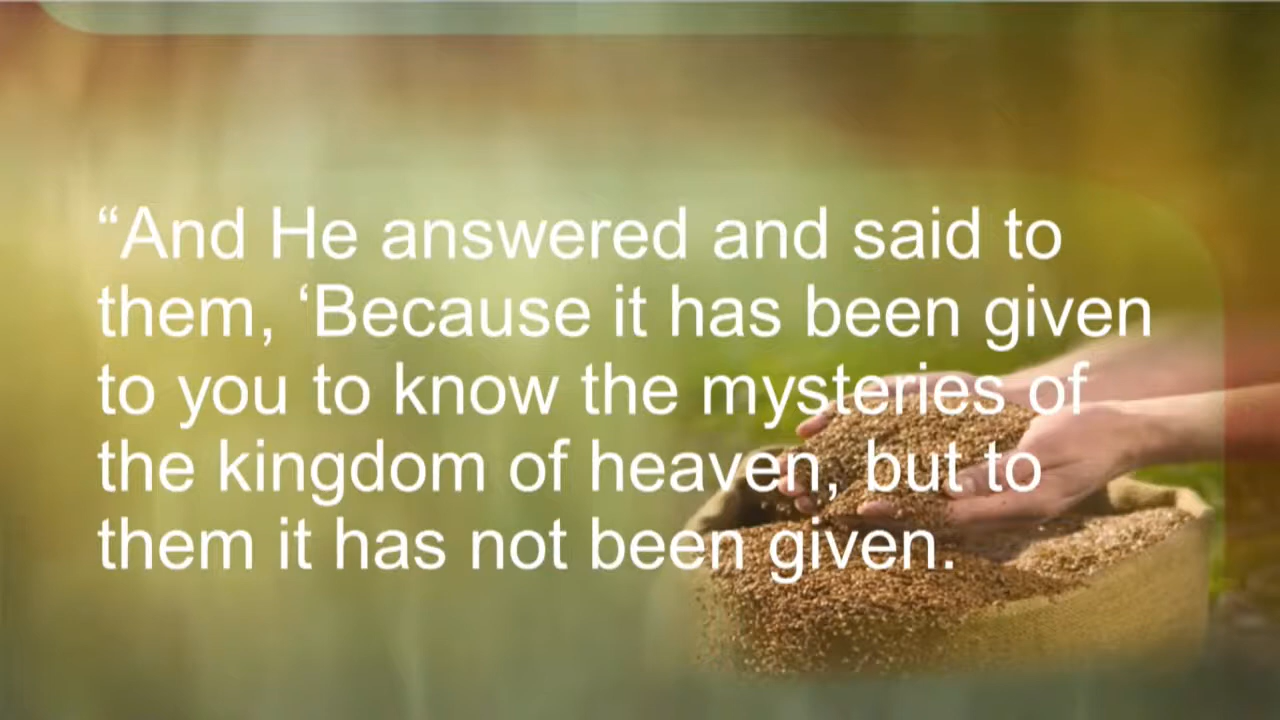 “And He answered and said to
them, ‘Because it has been given
to you to know the mysteries of
the kingdom of heaven, but to
them it has not been given.